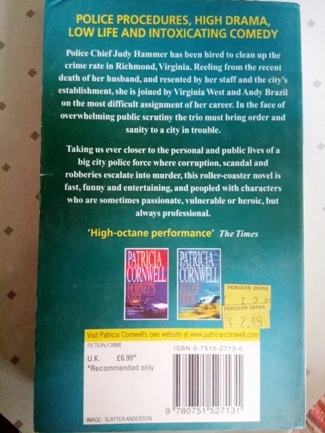 POLICE PROCEDURES, HIGH DRAMA,
LOW LIFE AND INTOXICATING COMEDY
Police Chief Judy Hammer has been hired to clean up the
crime rate in Richmond, Virginia. Reeling from the recent
death of her husband, and resented by her staff and the city's
establishment, she is joined by Virginia West and Andy Brazil
on the most difficult assignment of her career. In the face of
overwhelming public scrutiny the trio must bring order and
sanity to a city in trouble.
Taking us ever closer to the personal and public lives of a
big city police force where corruption, scandal and
robberies escalate into murder, this roller-coaster novel is
fast, funny and entertaining, and peopled with characters
who are sometimes passionate, vulnerable or heroic, but
always professional.
'High-octane performance' The Times
PATRICIA
CORNWELL
HORNET'S
NEST
PATRICIA
CORNWELL
PENGUIN INDIA
PENGUIN INDIA
Visit Patricia Cornwell's own website at www.patricia-cornwell.com
FICTION/CRIME
U.K. £6.99*
*Recommended only
ISBN 0-7515-2713-0
9 780751 527131
IMAGE: SLATTER-ANDERSON